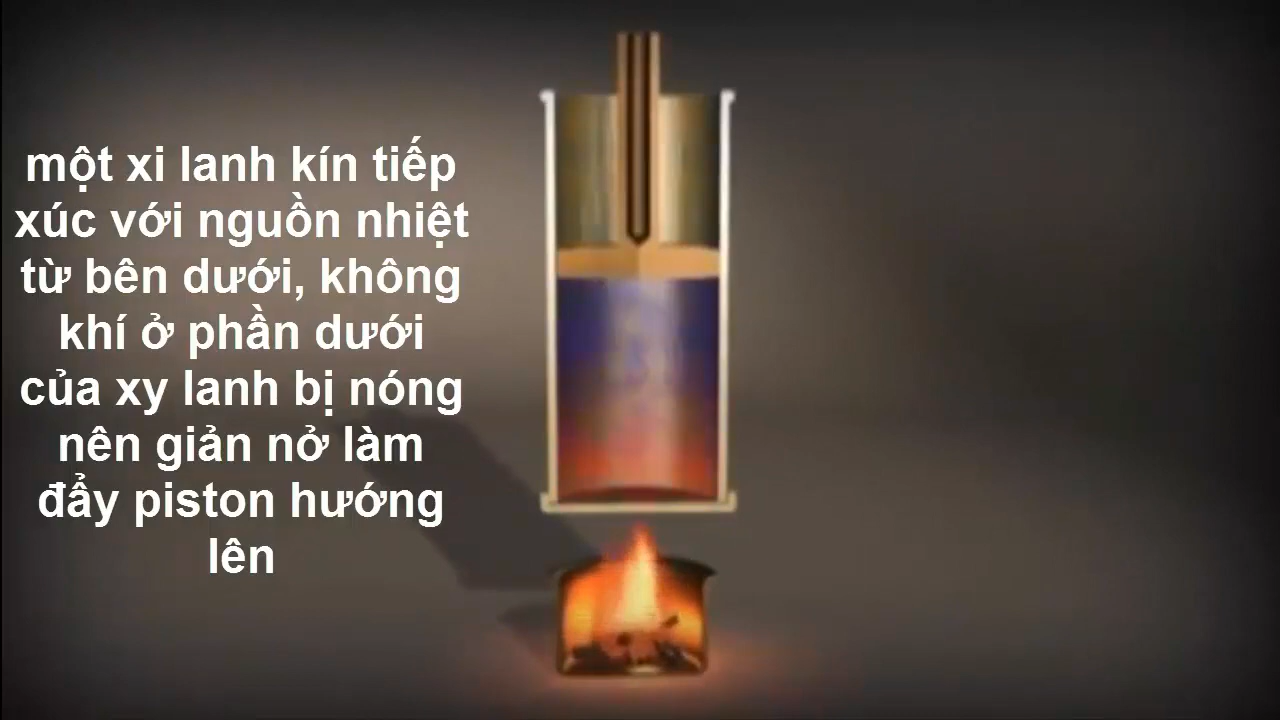 một xi lanh kín tiếp
xúc với nguồn nhiệt
từ bên dưới, không
khí ở phần dưới
của xy lanh bị nóng
nên giản nở làm
đẩy piston hướng
lên